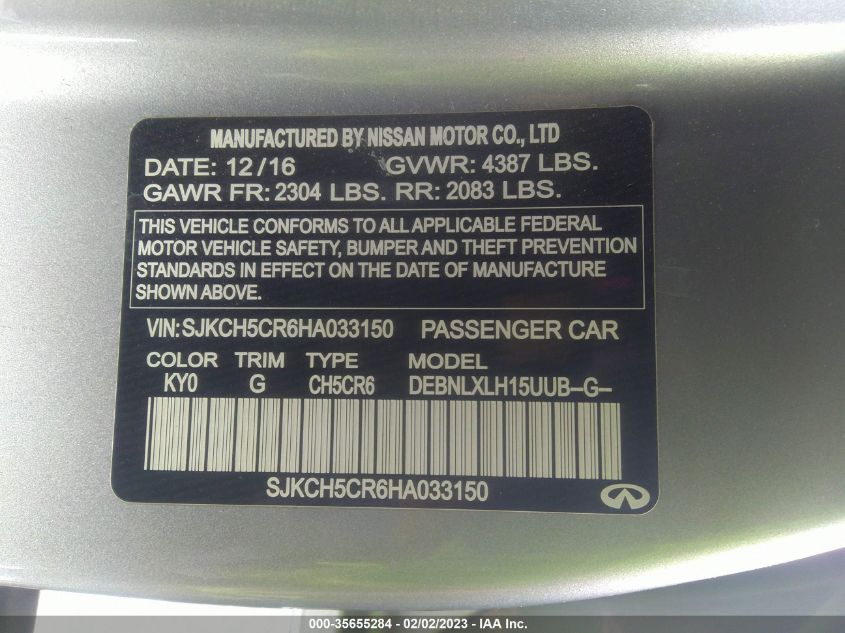 MANUFACTURED BY NISSAN MOTOR CO., LTD
DATE: 12/16 GVWR: 4387 LBS.
GAWR FR: 2304 LBS. RR: 2083 LBS.
THIS VEHICLE CONFORMS TO ALL APPLICABLE FEDERAL
MOTOR VEHICLE SAFETY, BUMPER AND THEFT PREVENTION
STANDARDS IN EFFECT ON THE DATE OF MANUFACTURE
SHOWN ABOVE.
VIN: SJKCH5CR6HA033150 PASSENGER CAR
COLOR TRIM TYPE MODEL
KY0 G CH5CR6 DEBNLXLH15UUB-G-
SJKCH5CR6HA033150
000-35655284 - 02/02/2023 - IAA Inc.